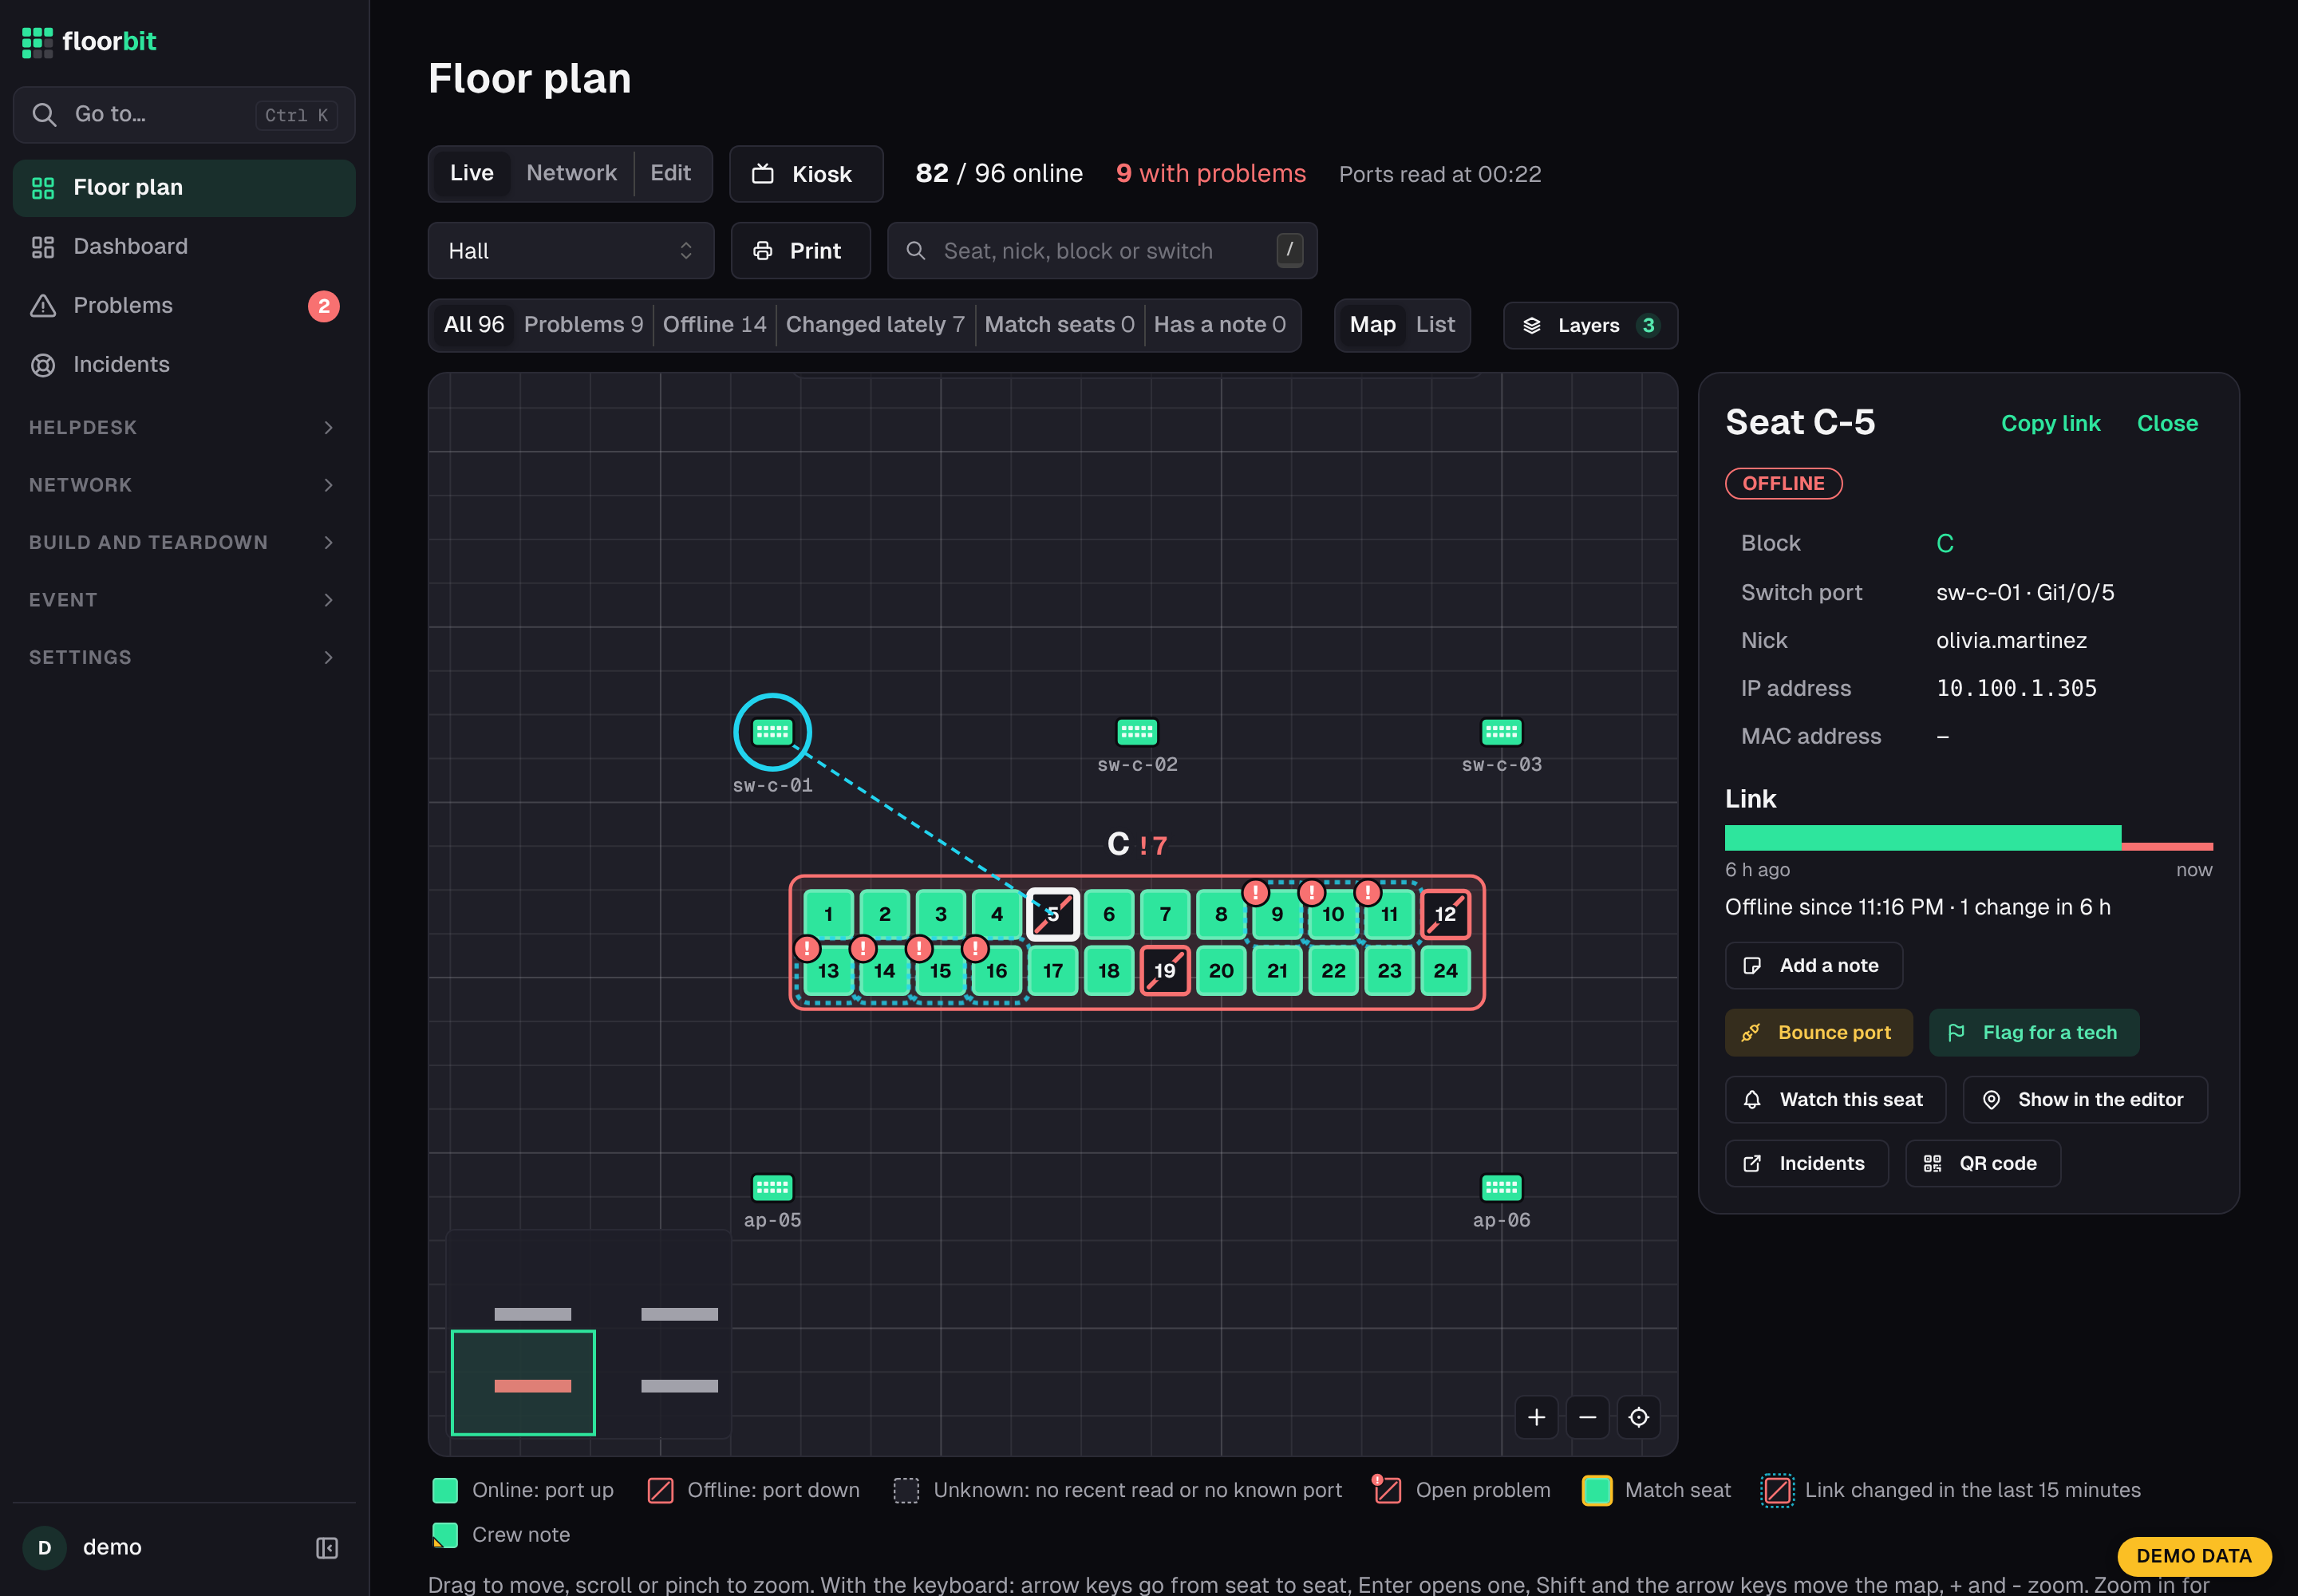 floorbit
Go to...
Ctrl K
Floor plan
Dashboard
Problems
2
Incidents
HELPDESK
NETWORK
BUILD AND TEARDOWN
EVENT
SETTINGS
D
demo
Floor plan
Live Network Edit
Kiosk
82 / 96 online
9 with problems
Ports read at 00:22
Hall
Print
Seat, nick, block or switch
/
All 96 Problems 9 Offline 14 Changed lately 7 Match seats 0 Has a note 0
Map List
Layers 3
sw-c-01
sw-c-02
sw-c-03
C !7
1 2 3 4 5 6 7 8 ! 9 ! 10 ! 11 12
! 13 ! 14 ! 15 ! 16 17 18 19 20 21 22 23 24
ap-05
ap-06
Seat C-5
Copy link
Close
OFFLINE
Block C
Switch port sw-c-01 · Gi1/0/5
Nick olivia.martinez
IP address 10.100.1.305
MAC address –
Link
6 h ago now
Offline since 11:16 PM · 1 change in 6 h
Add a note
Bounce port
Flag for a tech
Watch this seat
Show in the editor
Incidents
QR code
Online: port up
Offline: port down
Unknown: no recent read or no known port
! Open problem
Match seat
Link changed in the last 15 minutes
Crew note
DEMO DATA
Drag to move, scroll or pinch to zoom. With the keyboard: arrow keys go from seat to seat, Enter opens one, Shift and the arrow keys move the map, + and - zoom. Zoom in for